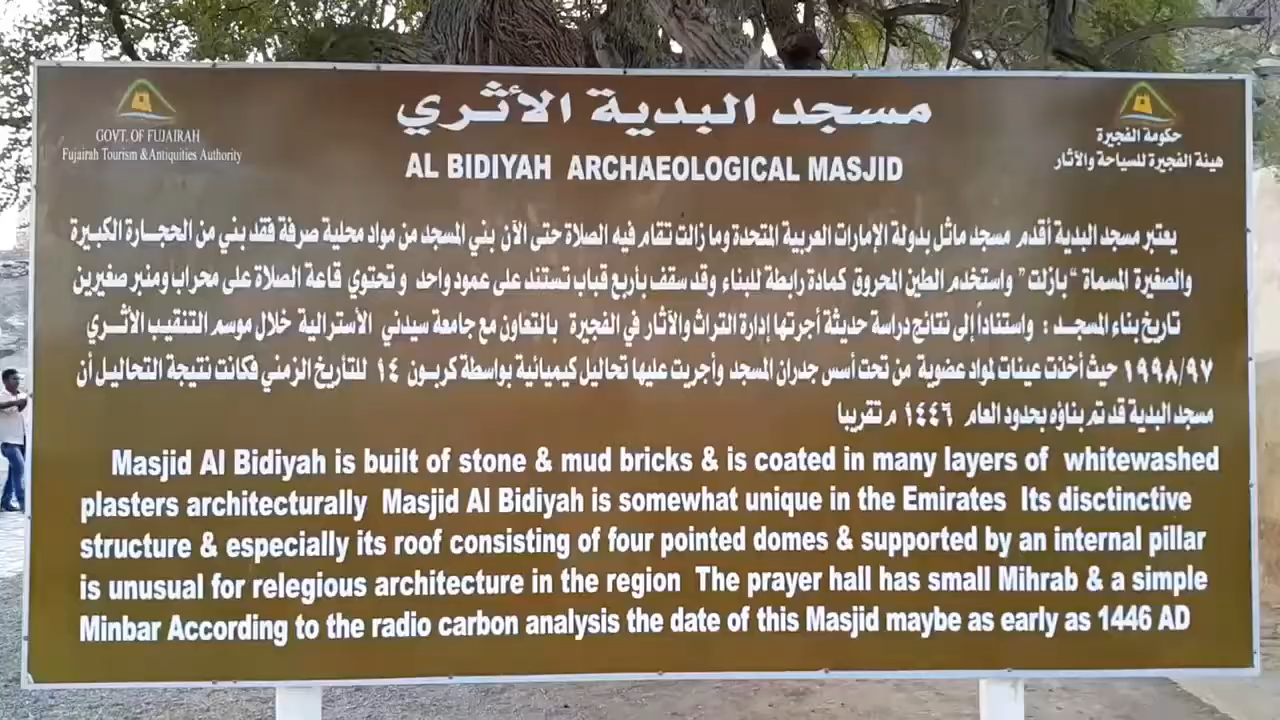 GOVT. OF FUJAIRAH
Fujairah Tourism & Antiquities Authority
حكومة الفجيرة
هيئة الفجيرة للسياحة والآثار
مسجد البدية الأثري
AL BIDIYAH ARCHAEOLOGICAL MASJID
يعتبر مسجد البدية أقدم مسجد ماثل بدولة الإمارات العربية المتحدة وما زالت تقام فيه الصلاة حتى الآن بني المسجد من مواد محلية صرفة فقد بني من الحجارة الكبيرة
والصغيرة المسماة "بازلت" واستخدم الطين المحروق كمادة رابطة للبناء وقد سقف بأربع قباب تستند على عمود واحد و تحتوي قاعة الصلاة على محراب ومنبر صغيرين
تاريخ بناء المسجد : واستناداً إلى نتائج دراسة حديثة أجرتها إدارة التراث والآثار في الفجيرة بالتعاون مع جامعة سيدني الأسترالية خلال موسم التنقيب الأثري
١٩٩٨/٩٧ حيث أخذت عينات لمواد عضوية من تحت أسس جدران المسجد وأجريت عليها تحاليل كيميائية بواسطة كربون ١٤ للتأريخ الزمني فكانت نتيجة التحاليل أن
مسجد البدية قد تم بناؤه بحدود العام ١٤٤٦ م تقريبا
Masjid Al Bidiyah is built of stone & mud bricks & is coated in many layers of whitewashed
plasters architecturally Masjid Al Bidiyah is somewhat unique in the Emirates Its disctinctive
structure & especially its roof consisting of four pointed domes & supported by an internal pillar
is unusual for relegious architecture in the region The prayer hall has small Mihrab & a simple
Minbar According to the radio carbon analysis the date of this Masjid maybe as early as 1446 AD